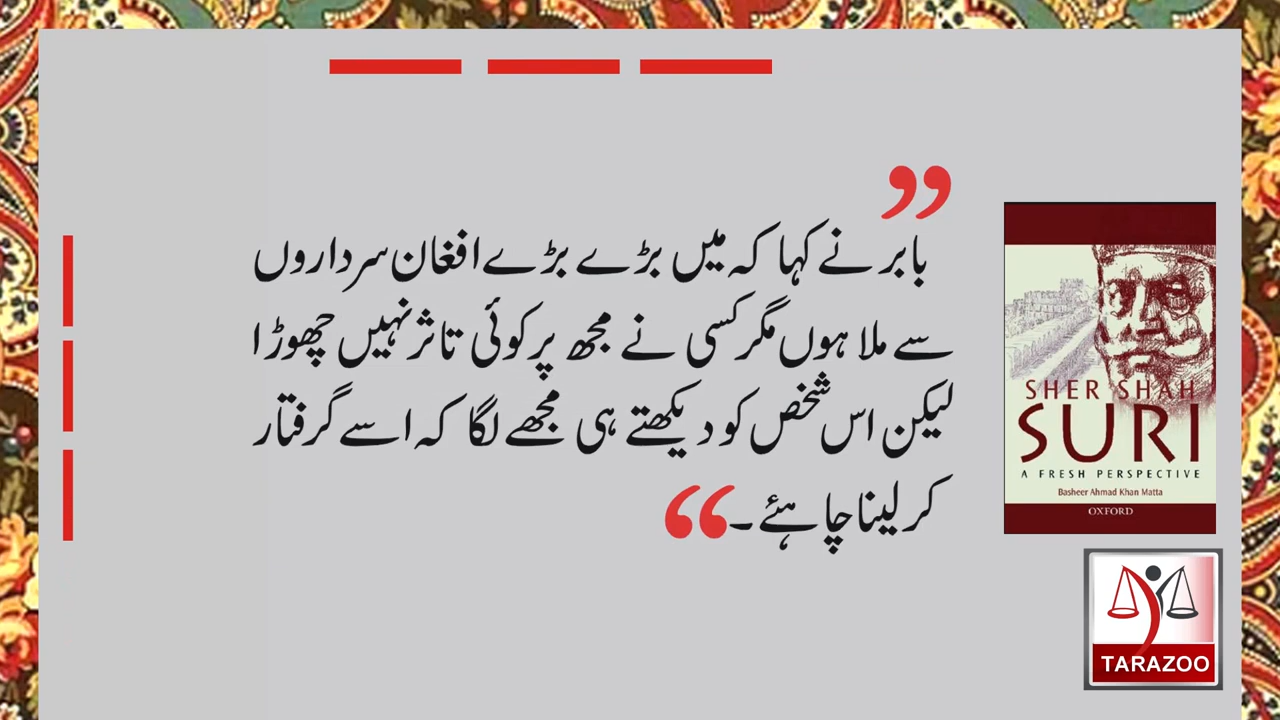 ”
بابر نے کہا کہ میں بڑے بڑے افغان سرداروں
سے ملا ہوں مگر کسی نے مجھ پر کوئی تاثر نہیں چھوڑا
لیکن اس شخص کو دیکھتے ہی مجھے لگا کہ اسے گرفتار
کر لینا چاہئے۔“
SHER SHAH
SURI
A FRESH PERSPECTIVE
Basheer Ahmad Khan Matta
OXFORD
TARAZOO